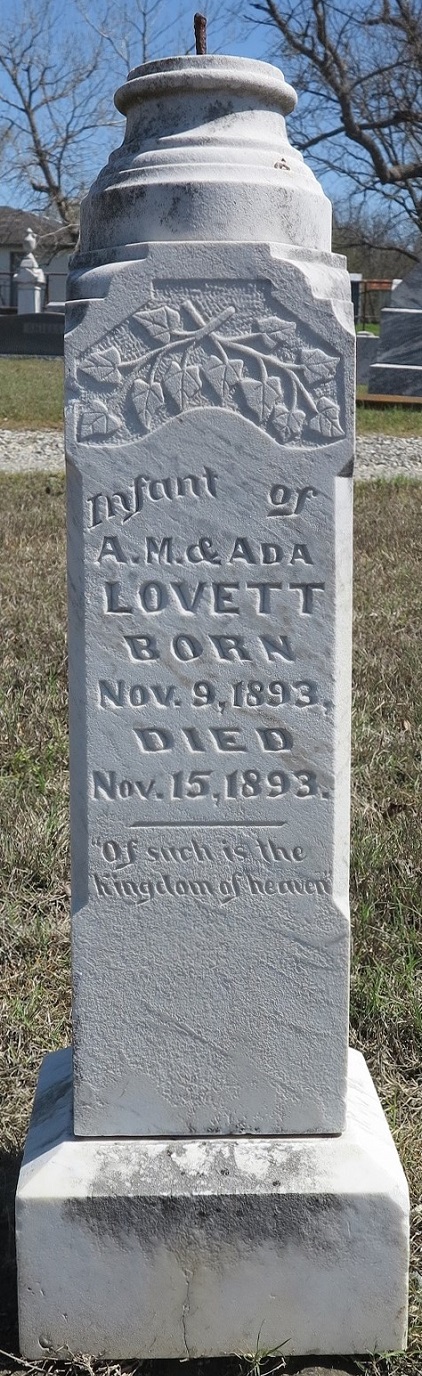 Infant of
A.M. & ADA
LOVETT
BORN
Nov. 9, 1893.
DIED
Nov. 15, 1893.
"Of such is the
kingdom of heaven"